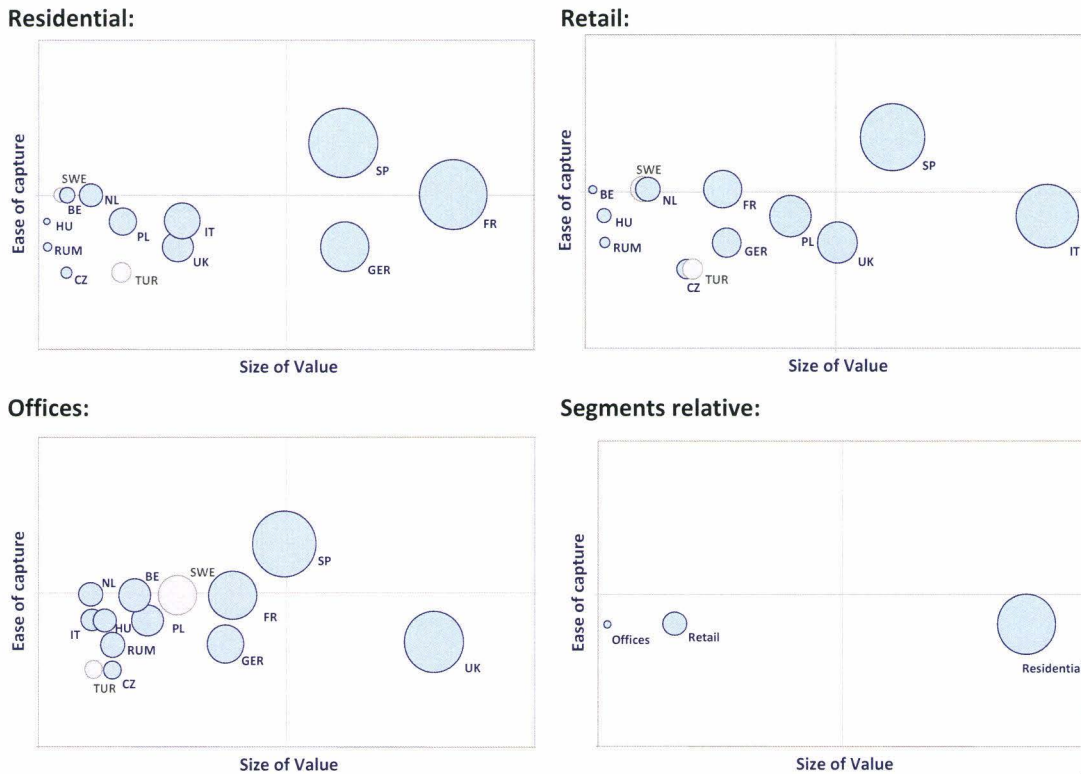 Residential:
Ease of capture
SP
SWE
BE
NL
HU
PL
IT
FR
RUM
UK
GER
CZ
TUR
Size of Value
Retail:
Ease of capture
SP
SWE
BE
NL
FR
HU
PL
RUM
GER
UK
IT
CZ
TUR
Size of Value
Offices:
Ease of capture
SP
NL
BE
SWE
FR
IT
HU
PL
RUM
GER
UK
TUR
CZ
Size of Value
Segments relative:
Ease of capture
Offices
Retail
Residential
Size of Value